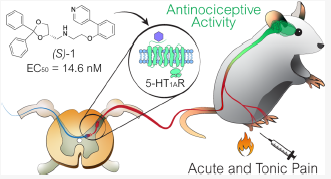 Antinociceptive
Activity
O
O
N
H
O
N
(S)-1
EC50 = 14.6 nM
5-HT1AR
Acute and Tonic Pain